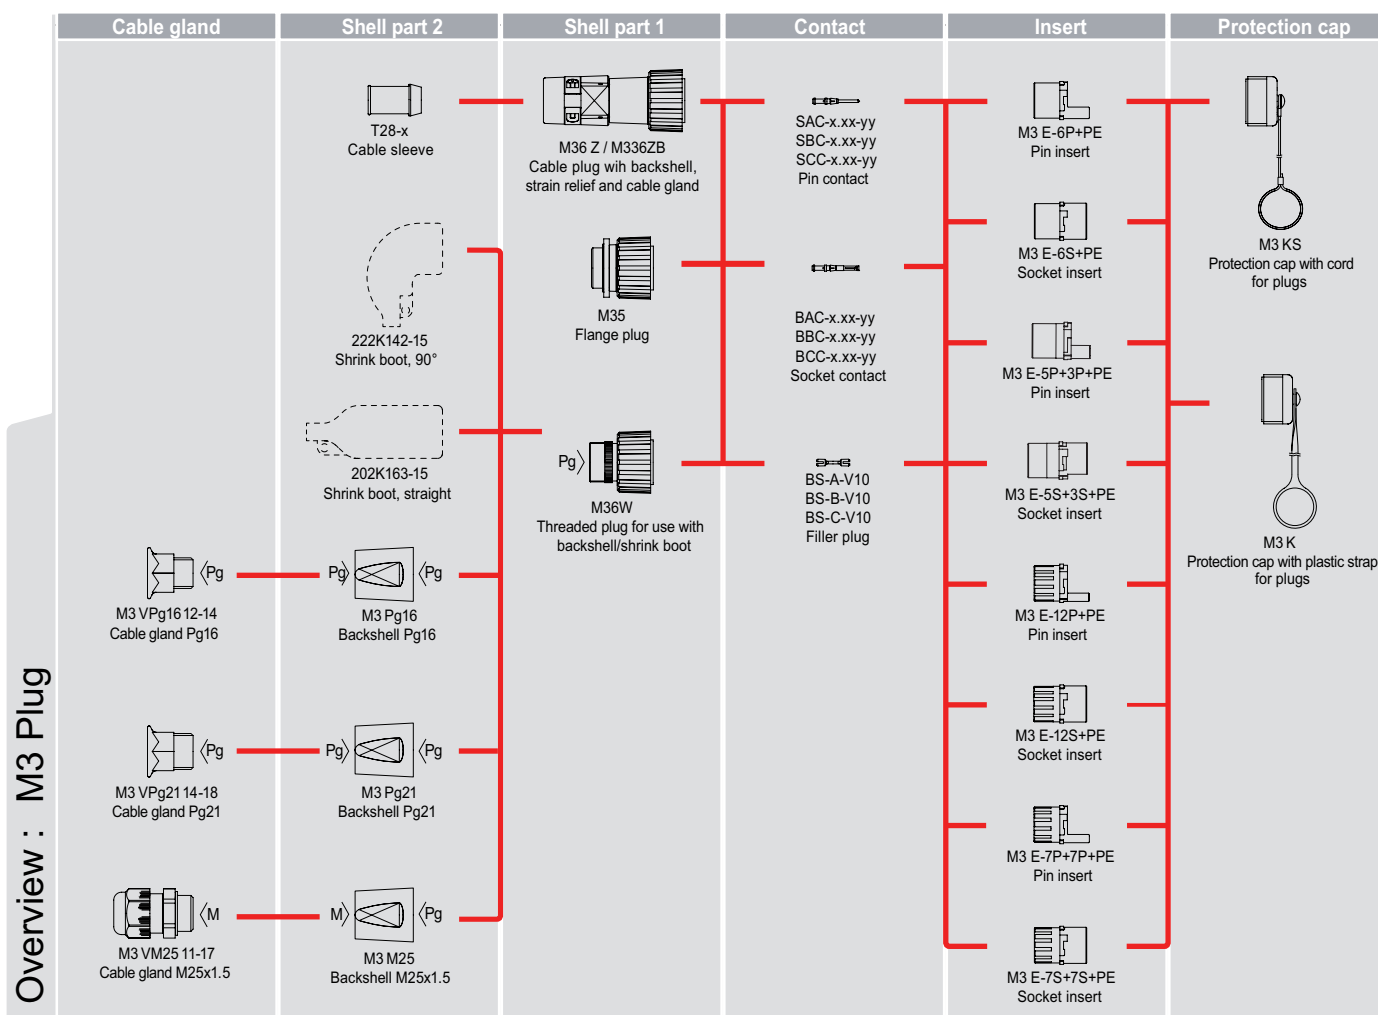 Cable gland
Shell part 2
Shell part 1
Contact
Insert
Protection cap
Overview : M3 Plug
M3 VPg16 12-14
Cable gland Pg16
Pg
M3 VPg21 14-18
Cable gland Pg21
Pg
M3 VM25 11-17
Cable gland M25x1.5
M
T28-x
Cable sleeve
222K142-15
Shrink boot, 90°
202K163-15
Shrink boot, straight
Pg
Pg
M3 Pg16
Backshell Pg16
Pg
Pg
M3 Pg21
Backshell Pg21
M
Pg
M3 M25
Backshell M25x1.5
M36 Z / M336ZB
Cable plug wih backshell,
strain relief and cable gland
M35
Flange plug
Pg
M36W
Threaded plug for use with
backshell/shrink boot
SAC-x.xx-yy
SBC-x.xx-yy
SCC-x.xx-yy
Pin contact
BAC-x.xx-yy
BBC-x.xx-yy
BCC-x.xx-yy
Socket contact
BS-A-V10
BS-B-V10
BS-C-V10
Filler plug
M3 E-6P+PE
Pin insert
M3 E-6S+PE
Socket insert
M3 E-5P+3P+PE
Pin insert
M3 E-5S+3S+PE
Socket insert
M3 E-12P+PE
Pin insert
M3 E-12S+PE
Socket insert
M3 E-7P+7P+PE
Pin insert
M3 E-7S+7S+PE
Socket insert
M3 KS
Protection cap with cord
for plugs
M3 K
Protection cap with plastic strap
for plugs